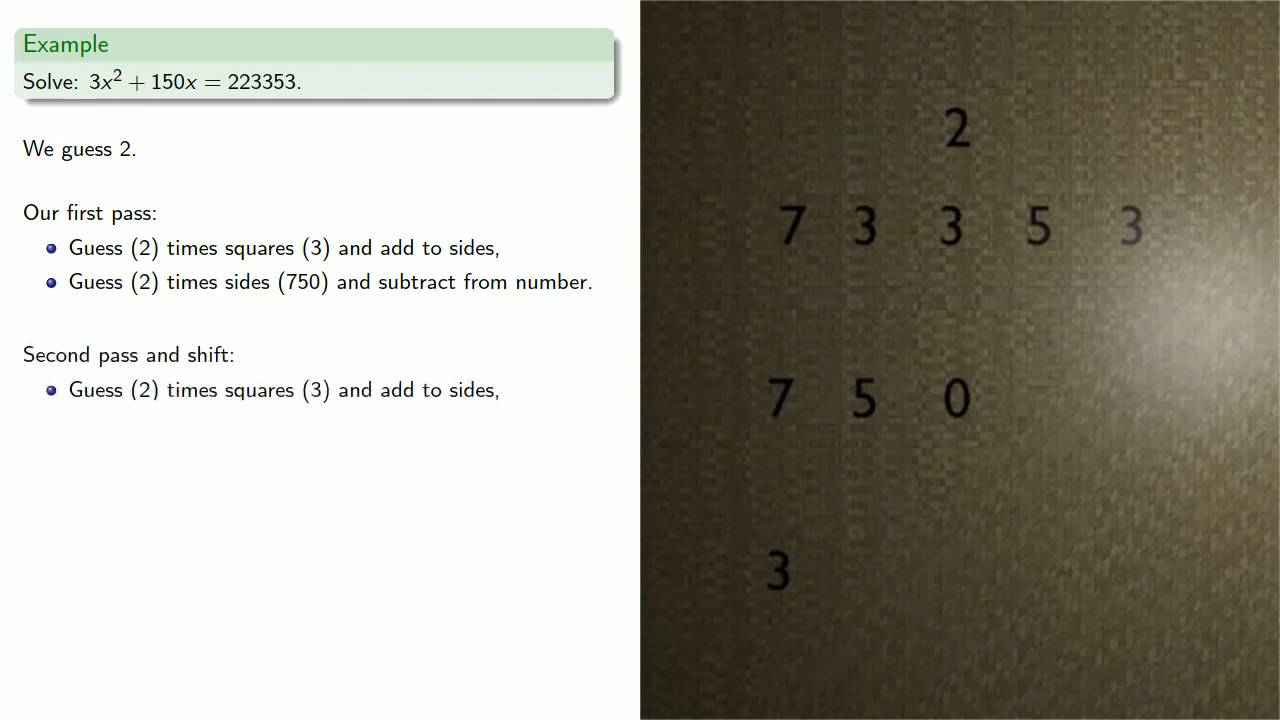 Example
Solve: 3x² + 150x = 223353.
We guess 2.
Our first pass:
Guess (2) times squares (3) and add to sides,
Guess (2) times sides (750) and subtract from number.
Second pass and shift:
Guess (2) times squares (3) and add to sides,
2
7 3 3 5 3
7 5 0
3